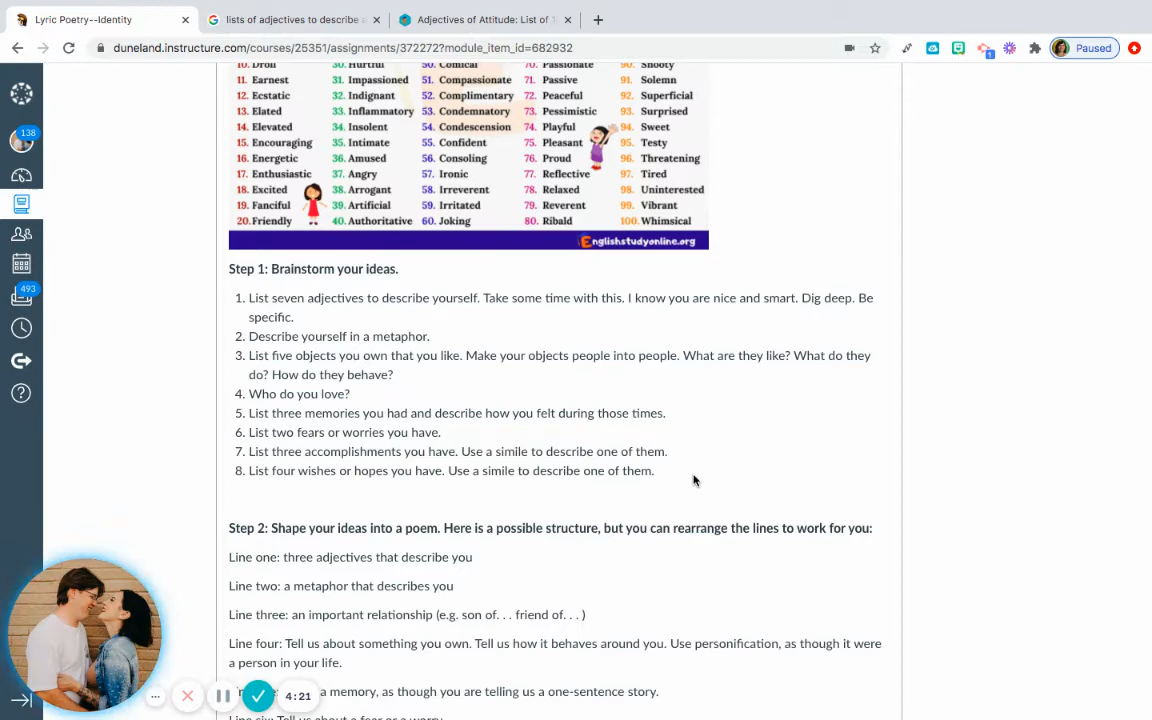 Lyric Poetry--Identity
lists of adjectives to describe a
Adjectives of Attitude: List of 1
duneland.instructure.com/courses/25351/assignments/372272?module_item_id=682932
1
Paused
138
493
10. Droll 30. Hurtful 50. Comical 70. Passionate 90. Snooty
11. Earnest 31. Impassioned 51. Compassionate 71. Passive 91. Solemn
12. Ecstatic 32. Indignant 52. Complimentary 72. Peaceful 92. Superficial
13. Elated 33. Inflammatory 53. Condemnatory 73. Pessimistic 93. Surprised
14. Elevated 34. Insolent 54. Condescension 74. Playful 94. Sweet
15. Encouraging 35. Intimate 55. Confident 75. Pleasant 95. Testy
16. Energetic 36. Amused 56. Consoling 76. Proud 96. Threatening
17. Enthusiastic 37. Angry 57. Ironic 77. Reflective 97. Tired
18. Excited 38. Arrogant 58. Irreverent 78. Relaxed 98. Uninterested
19. Fanciful 39. Artificial 59. Irritated 79. Reverent 99. Vibrant
20. Friendly 40. Authoritative 60. Joking 80. Ribald 100. Whimsical
Englishstudyonline.org
Step 1: Brainstorm your ideas.
1. List seven adjectives to describe yourself. Take some time with this. I know you are nice and smart. Dig deep. Be
specific.
2. Describe yourself in a metaphor.
3. List five objects you own that you like. Make your objects people into people. What are they like? What do they
do? How do they behave?
4. Who do you love?
5. List three memories you had and describe how you felt during those times.
6. List two fears or worries you have.
7. List three accomplishments you have. Use a simile to describe one of them.
8. List four wishes or hopes you have. Use a simile to describe one of them.
Step 2: Shape your ideas into a poem. Here is a possible structure, but you can rearrange the lines to work for you:
Line one: three adjectives that describe you
Line two: a metaphor that describes you
Line three: an important relationship (e.g. son of. . . friend of. . . )
Line four: Tell us about something you own. Tell us how it behaves around you. Use personification, as though it were
a person in your life.
a memory, as though you are telling us a one-sentence story.
4:21
Line six: Tell us about a fear or a worry